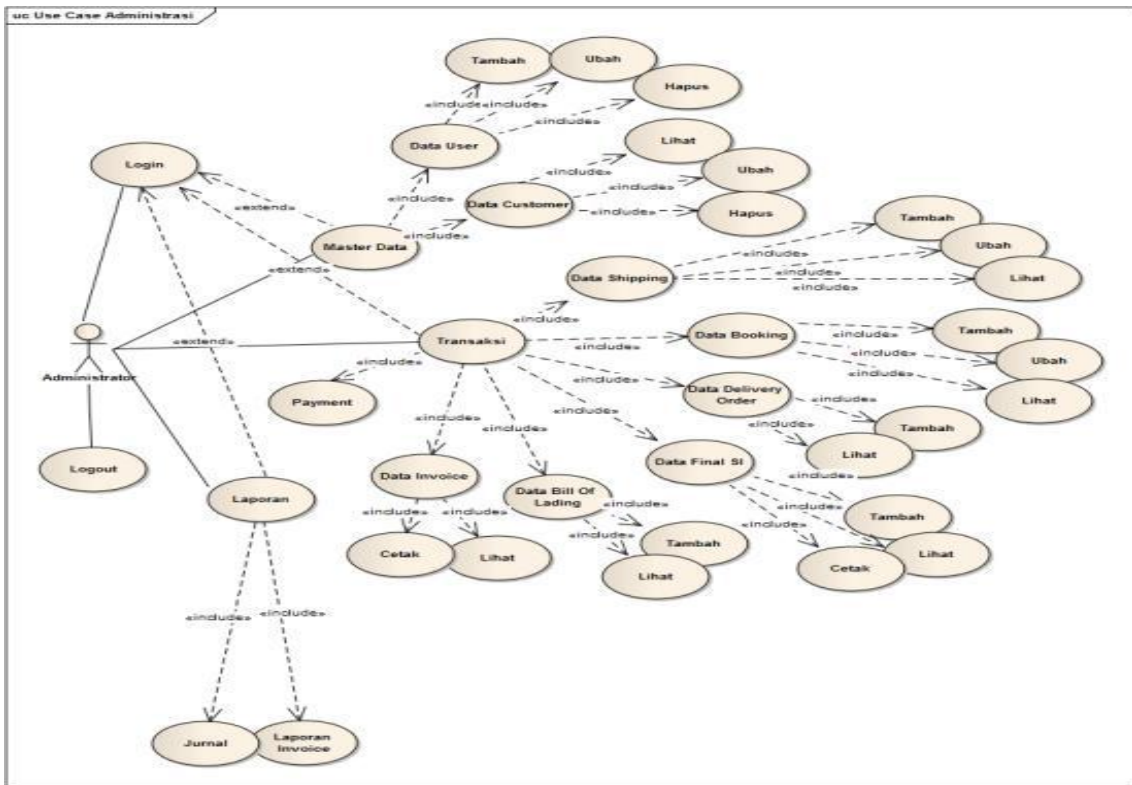 uc Use Case Administrasi
Tambah
Ubah
Hapus
«include»
«include»
«include»
Data User
Lihat
Ubah
Hapus
«include»
«include»
«include»
Data Customer
Login
«extend»
«include»
«include»
Master Data
Tambah
Ubah
Lihat
«include»
«include»
«include»
Data Shipping
«extend»
«include»
Transaksi
«extend»
«include»
Data Booking
«include»
«include»
«include»
Tambah
Ubah
Lihat
Administrator
«include»
Payment
«include»
Data Delivery
Order
«include»
«include»
Tambah
Lihat
«include»
«include»
«include»
Logout
Laporan
Data Invoice
«include»
«include»
Cetak
Lihat
Data Bill Of
Lading
«include»
«include»
Tambah
Lihat
Data Final SI
«include»
«include»
«include»
Tambah
Lihat
Cetak
«include»
«include»
Jurnal
Laporan
Invoice